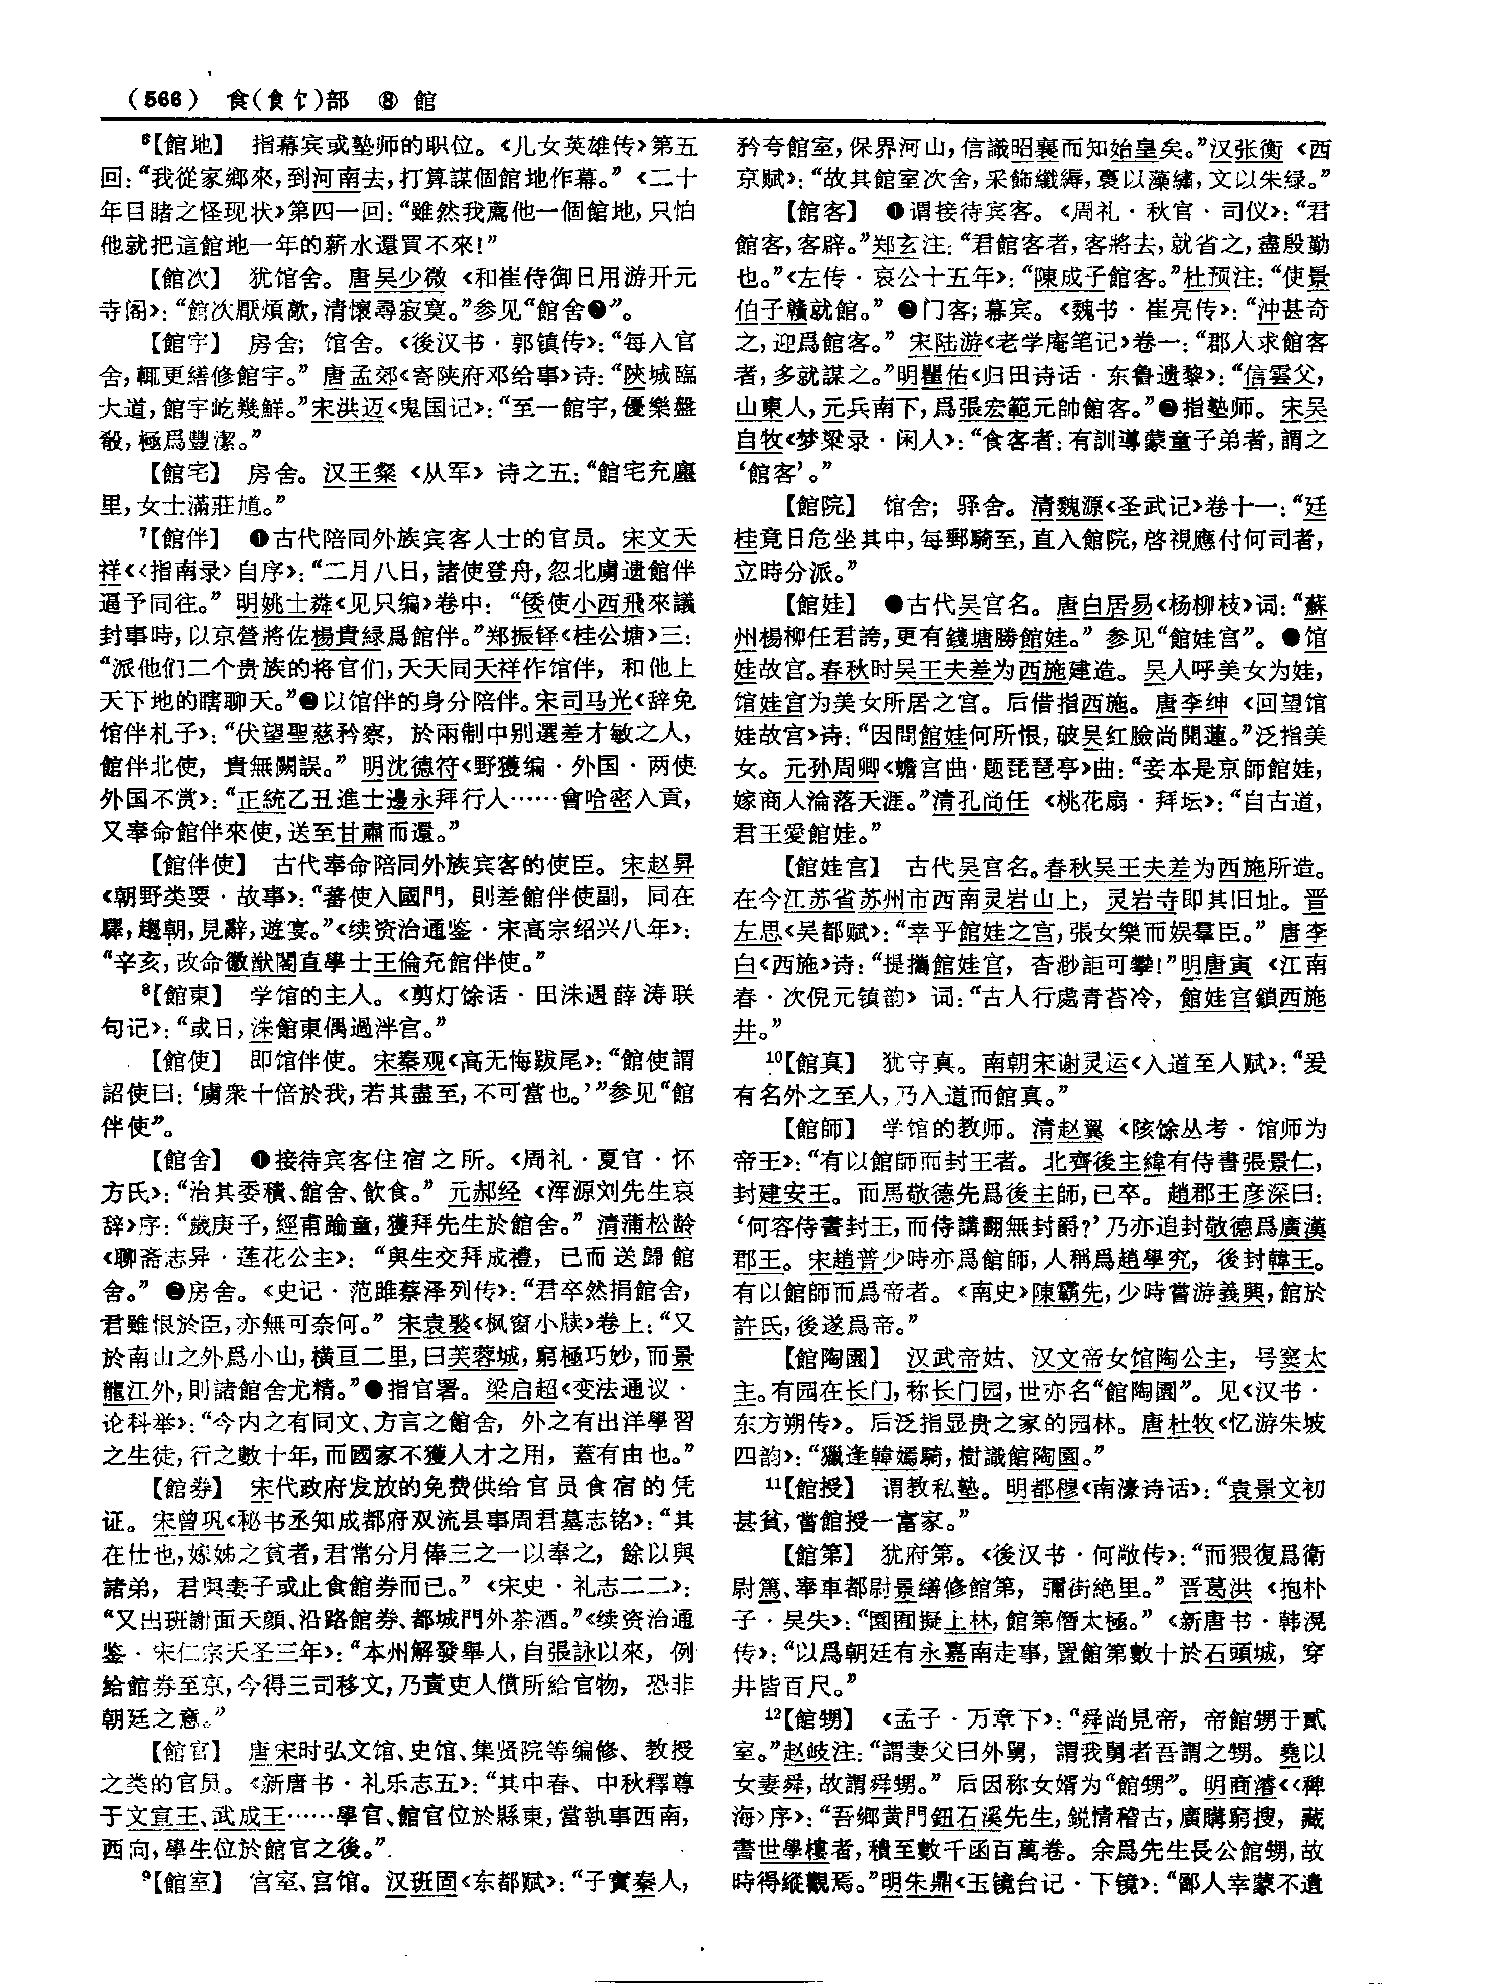 (566) 食(飠饣)部 ⑧ 館
⁶【館地】 指幕宾或塾师的职位。《儿女英雄传》第五
回:“我從家鄉來,到河南去,打算謀個館地作幕。”《二十
年目睹之怪现状》第四一回:“雖然我薦他一個館地,只怕
他就把這館地一年的薪水還買不來!”
【館次】 犹馆舍。唐吴少微《和崔侍御日用游开元
寺阁》:“館次厭煩歊,清懷尋寂寞。”参见“館舍❷”。
【館宇】 房舍;馆舍。《後汉书·郭镇传》:“每入官
舍,輒更繕修館宇。”唐孟郊《寄陕府邓给事》诗:“陝城臨
大道,館宇屹幾鮮。”宋洪迈《鬼国记》:“至一館宇,優樂盤
殽,極爲豐潔。”
【館宅】 房舍。汉王粲《从军》诗之五:“館宅充廛
里,女士滿莊馗。”
⁷【館伴】 ❶古代陪同外族宾客人士的官员。宋文天
祥《〈指南录〉自序》:“二月八日,諸使登舟,忽北虜遺館伴
逼予同往。”明姚士粦《见只编》卷中:“倭使小西飛來議
封事時,以京營將佐楊貴緑爲館伴。”郑振铎《桂公塘》三:
“派他们二个贵族的将官们,天天同天祥作馆伴,和他上
天下地的瞎聊天。”❷以馆伴的身分陪伴。宋司马光《辞免
馆伴札子》:“伏望聖慈矜察,於兩制中别選差才敏之人,
館伴北使,貴無闕誤。”明沈德符《野獲编·外国·两使
外国不赏》:“正統乙丑進士邊永拜行人……會哈密入貢,
又奉命館伴來使,送至甘肅而還。”
【館伴使】 古代奉命陪同外族宾客的使臣。宋赵昇
《朝野类要·故事》:“蕃使入國門,則差館伴使副,同在
驛,趨朝,見辭,遊宴。”《续资治通鉴·宋高宗绍兴八年》:
“辛亥,改命徽猷閣直學士王倫充館伴使。”
⁸【館東】 学馆的主人。《剪灯馀话·田洙遇薛涛联
句记》:“或日,洙館東偶過泮宫。”
【館使】 即馆伴使。宋秦观《高无悔跋尾》:“館使謂
詔使曰:‘虜衆十倍於我,若其盡至,不可當也。’”参见“館
伴使”。
【館舍】 ❶接待宾客住宿之所。《周礼·夏官·怀
方氏》:“治其委積、館舍、飲食。”元郝经《浑源刘先生哀
辞》序:“歲庚子,經甫踰童,獲拜先生於館舍。”清蒲松龄
《聊斋志异·莲花公主》:“與生交拜成禮,已而送歸館
舍。”❷房舍。《史记·范雎蔡泽列传》:“君卒然捐館舍,
君雖恨於臣,亦無可奈何。”宋袁褧《枫窗小牍》卷上:“又
於南山之外爲小山,横亘二里,曰芙蓉城,窮極巧妙,而景
龍江外,則諸館舍尤精。”❸指官署。梁启超《变法通议·
论科举》:“今内之有同文、方言之館舍,外之有出洋學習
之生徒,行之數十年,而國家不獲人才之用,蓋有由也。”
【館券】 宋代政府发放的免费供给官员食宿的凭
证。宋曾巩《秘书丞知成都府双流县事周君墓志铭》:“其
在仕也,嫁姊之貧者,君常分月俸三之一以奉之,餘以與
諸弟,君與妻子或止食館券而已。”《宋史·礼志二二》:
“又出班謝面天顔、沿路館券、都城門外茶酒。”《续资治通
鉴·宋仁宗天圣三年》:“本州解發舉人,自張詠以來,例
給館券至京,今得三司移文,乃責吏人償所給官物,恐非
朝廷之意。”
【館官】 唐宋时弘文馆、史馆、集贤院等编修、教授
之类的官员。《新唐书·礼乐志五》:“其中春、中秋釋奠
于文宣王、武成王……學官、館官位於縣東,當執事西南,
西向,學生位於館官之後。”
⁹【館室】 宫室、宫馆。汉班固《东都赋》:“子實秦人,
矜夸館室,保界河山,信識昭襄而知始皇矣。”汉张衡《西
京赋》:“故其館室次舍,采飾纖縟,裛以藻繡,文以朱緑。”
【館客】 ❶谓接待宾客。《周礼·秋官·司仪》:“君
館客,客辟。”郑玄注:“君館客者,客將去,就省之,盡殷勤
也。”《左传·哀公十五年》:“陳成子館客。”杜预注:“使景
伯子贛就館。”❷门客;幕宾。《魏书·崔亮传》:“沖甚奇
之,迎爲館客。”宋陆游《老学庵笔记》卷一:“郡人求館客
者,多就謀之。”明瞿佑《归田诗话·东鲁遗黎》:“信雲父,
山東人,元兵南下,爲張宏範元帥館客。”❸指塾师。宋吴
自牧《梦粱录·闲人》:“食客者:有訓導蒙童子弟者,謂之
‘館客’。”
【館院】 馆舍;驿舍。清魏源《圣武记》卷十一:“廷
桂竟日危坐其中,每郵騎至,直入館院,啓視應付何司者,
立時分派。”
【館娃】 ❶古代吴宫名。唐白居易《杨柳枝》词:“蘇
州楊柳任君誇,更有錢塘勝館娃。”参见“館娃宫”。❷馆
娃故宫。春秋时吴王夫差为西施建造。吴人呼美女为娃,
馆娃宫为美女所居之宫。后借指西施。唐李绅《回望馆
娃故宫》诗:“因問館娃何所恨,破吴紅臉尚開蓮。”泛指美
女。元孙周卿《蟾宫曲·题琵琶亭》曲:“妾本是京師館娃,
嫁商人淪落天涯。”清孔尚任《桃花扇·拜坛》:“自古道,
君王愛館娃。”
【館娃宫】 古代吴宫名。春秋吴王夫差为西施所造。
在今江苏省苏州市西南灵岩山上,灵岩寺即其旧址。晋
左思《吴都赋》:“幸乎館娃之宫,張女樂而娱羣臣。”唐李
白《西施》诗:“提攜館娃宫,杳渺詎可攀!”明唐寅《江南
春·次倪元镇韵》词:“古人行處青苔冷,館娃宫鎖西施
井。”
¹⁰【館真】 犹守真。南朝宋谢灵运《入道至人赋》:“爰
有名外之至人,乃入道而館真。”
【館師】 学馆的教师。清赵翼《陔馀丛考·馆师为
帝王》:“有以館師而封王者。北齊後主緯有侍書張景仁,
封建安王。而馬敬德先爲後主師,已卒。趙郡王彦深曰:
‘何容侍書封王,而侍講翻無封爵?’乃亦追封敬德爲廣漢
郡王。宋趙普少時亦爲館師,人稱爲趙學究,後封韓王。
有以館師而爲帝者。《南史》陳霸先,少時嘗游義興,館於
許氏,後遂爲帝。”
【館陶園】 汉武帝姑、汉文帝女馆陶公主,号窦太
主。有园在长门,称长门园,世亦名“館陶園”。见《汉书·
东方朔传》。后泛指显贵之家的园林。唐杜牧《忆游朱坡
四韵》:“獵逢韓嫣騎,樹識館陶園。”
¹¹【館授】 谓教私塾。明都穆《南濠诗话》:“袁景文初
甚貧,嘗館授一富家。”
【館第】 犹府第。《後汉书·何敞传》:“而猥復爲衛
尉篤、奉車都尉景繕修館第,彌街絶里。”晋葛洪《抱朴
子·吴失》:“園囿擬上林,館第僭太極。”《新唐书·韩滉
传》:“以爲朝廷有永嘉南走事,置館第數十於石頭城,穿
井皆百尺。”
¹²【館甥】 《孟子·万章下》:“舜尚見帝,帝館甥于貳
室。”赵岐注:“謂妻父曰外舅,謂我舅者吾謂之甥。堯以
女妻舜,故謂舜甥。”后因称女婿为“館甥”。明商濬《〈稗
海〉序》:“吾鄉黄門鈕石溪先生,鋭情稽古,廣購窮搜,藏
書世學樓者,積至數千函百萬卷。余爲先生長公館甥,故
時得縱觀焉。”明朱鼎《玉镜台记·下镜》:“鄙人幸蒙不遺